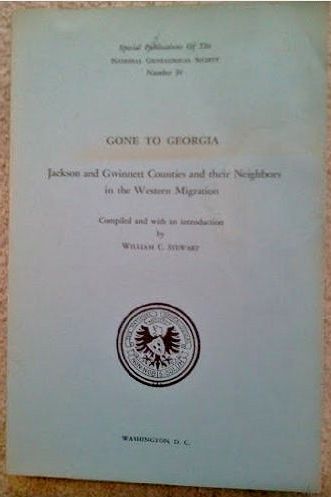 Special Publications Of The
NATIONAL GENEALOGICAL SOCIETY
Number
GONE TO GEORGIA
Jackson and Gwinnett Counties and their Neighbors
in the Western Migration
Compiled and with an introduction
by
WILLIAM C. STEWART
WASHINGTON, D. C.